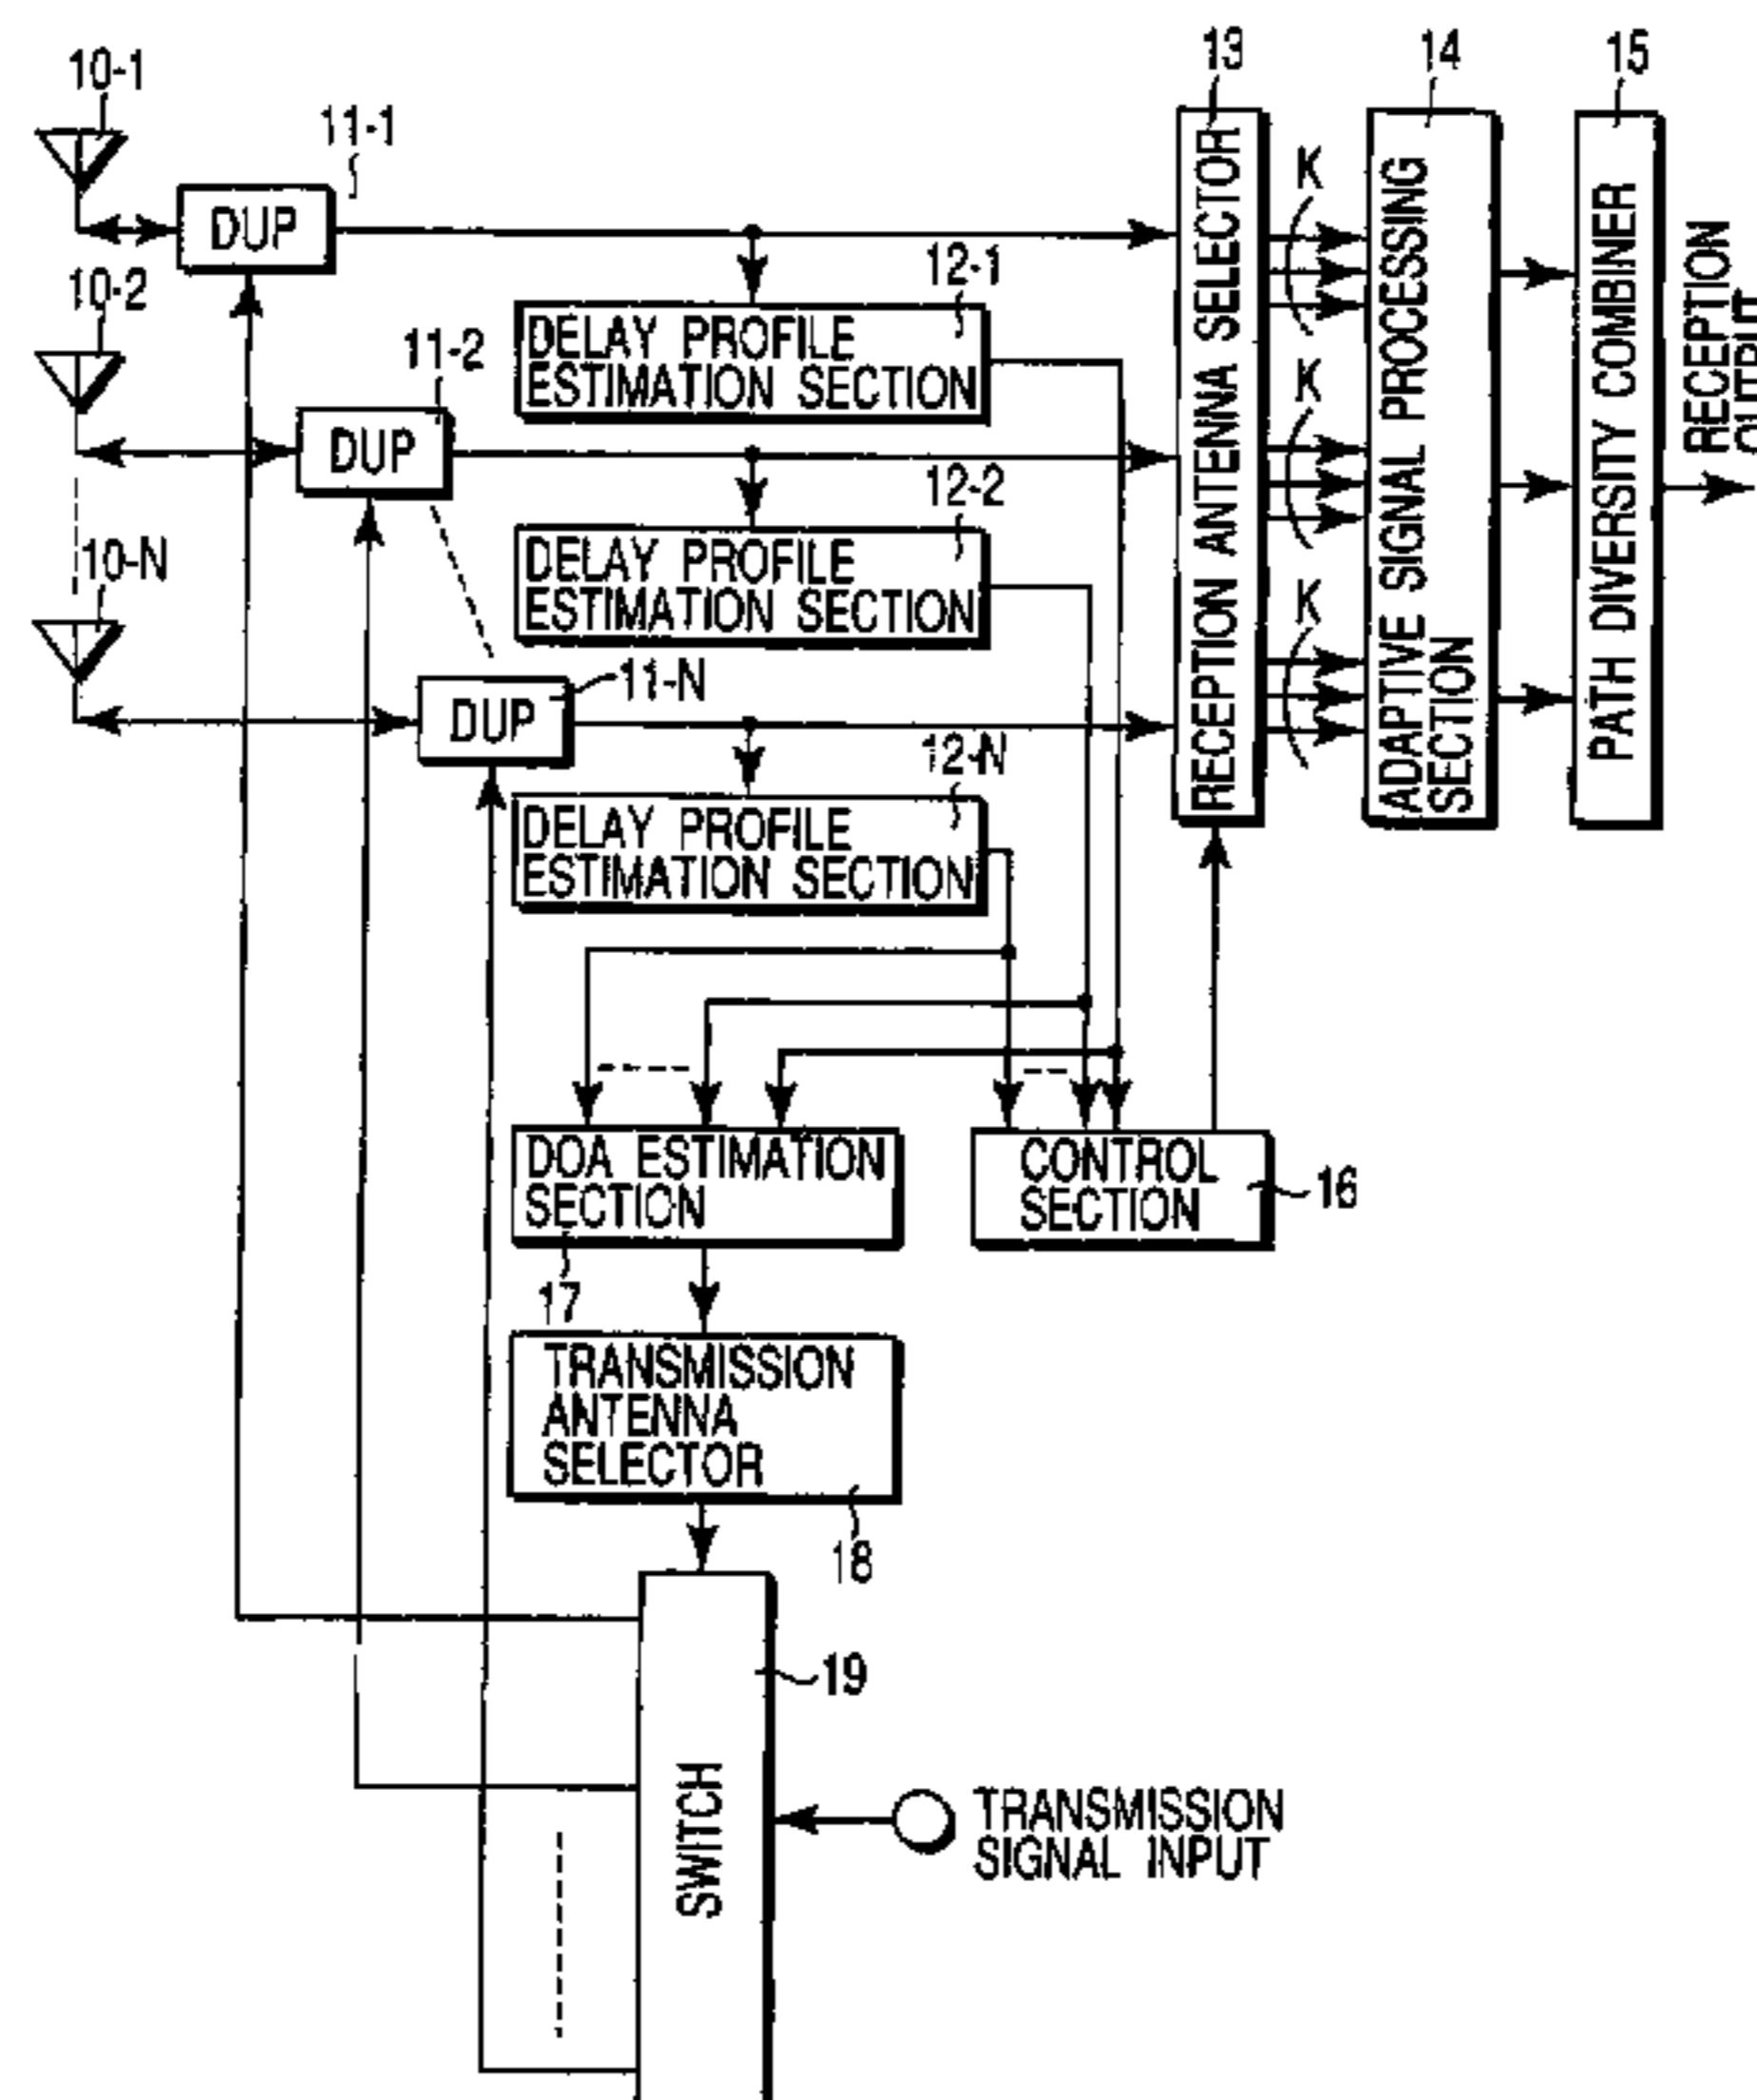 10-1
11-1
DUP
10-2
11-2
DUP
10-N
11-N
DUP
12-1
DELAY PROFILE
ESTIMATION SECTION
12-2
DELAY PROFILE
ESTIMATION SECTION
12-N
DELAY PROFILE
ESTIMATION SECTION
13
RECEPTION ANTENNA SELECTOR
K
K
K
14
ADAPTIVE SIGNAL PROCESSING
SECTION
15
PATH DIVERSITY COMBINER
RECEPTION
OUTPUT
DOA ESTIMATION
SECTION
17
CONTROL
SECTION
16
TRANSMISSION
ANTENNA
SELECTOR
18
19
SWITCH
TRANSMISSION
SIGNAL INPUT